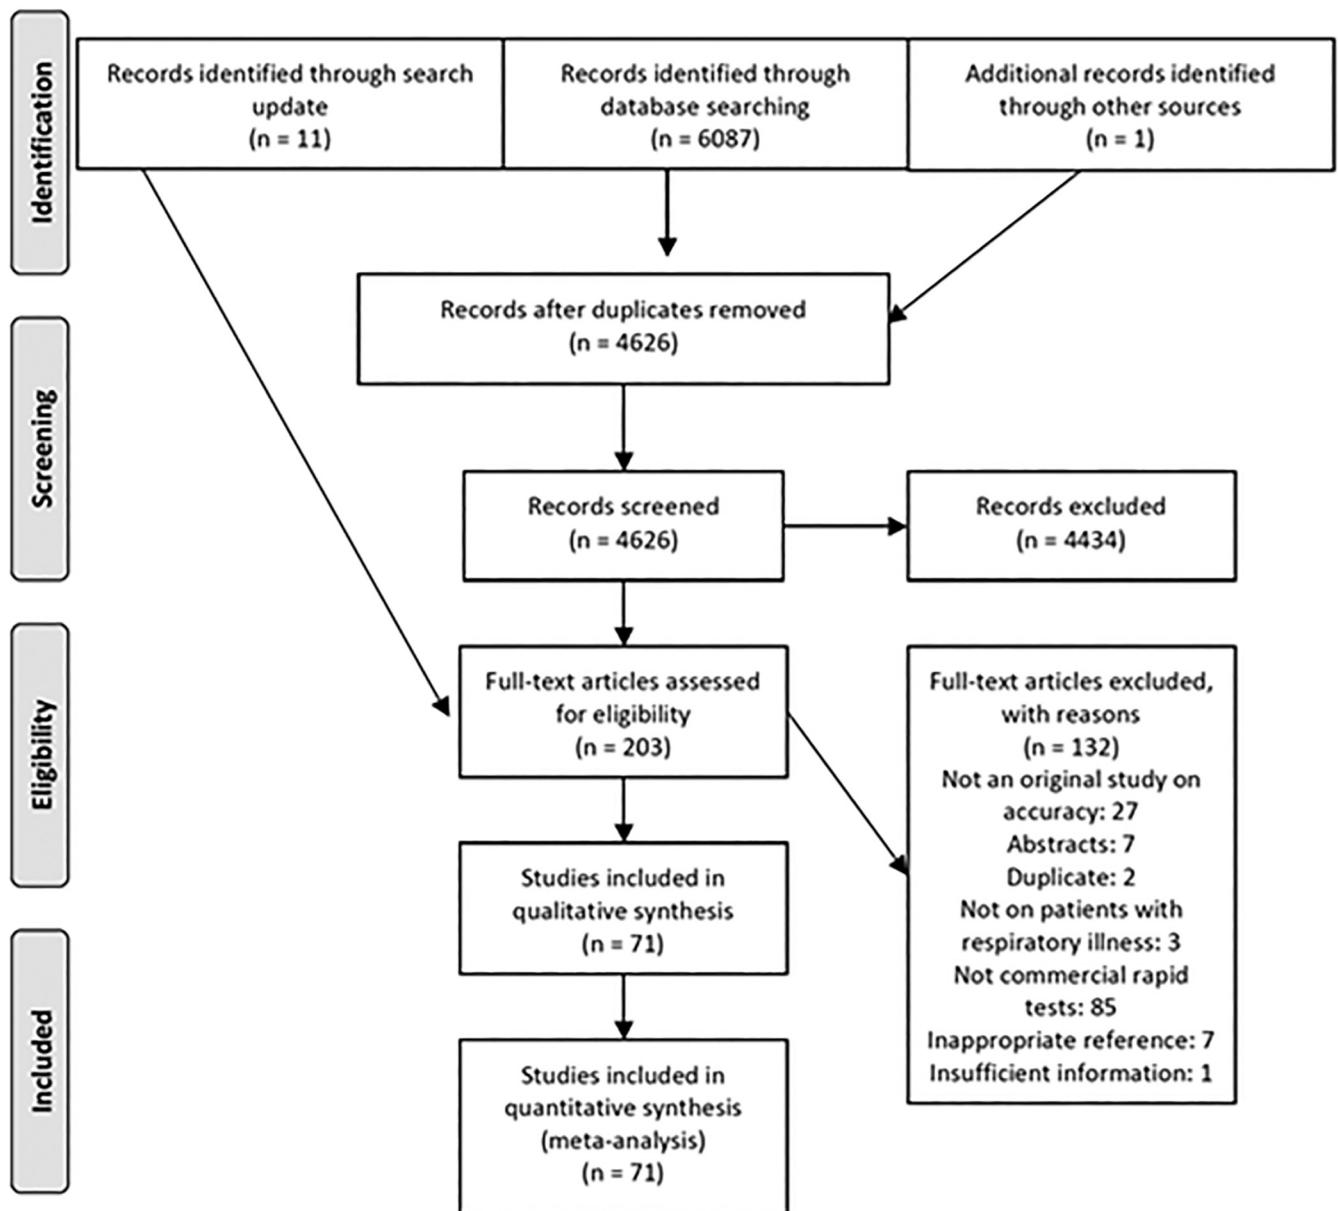 Identification
Records identified through search
update
(n = 11)
Records identified through
database searching
(n = 6087)
Additional records identified
through other sources
(n = 1)
Records after duplicates removed
(n = 4626)
Screening
Records screened
(n = 4626)
Records excluded
(n = 4434)
Eligibility
Full-text articles assessed
for eligibility
(n = 203)
Full-text articles excluded,
with reasons
(n = 132)
Not an original study on
accuracy: 27
Abstracts: 7
Duplicate: 2
Not on patients with
respiratory illness: 3
Not commercial rapid
tests: 85
Inappropriate reference: 7
Insufficient information: 1
Studies included in
qualitative synthesis
(n = 71)
Included
Studies included in
quantitative synthesis
(meta-analysis)
(n = 71)